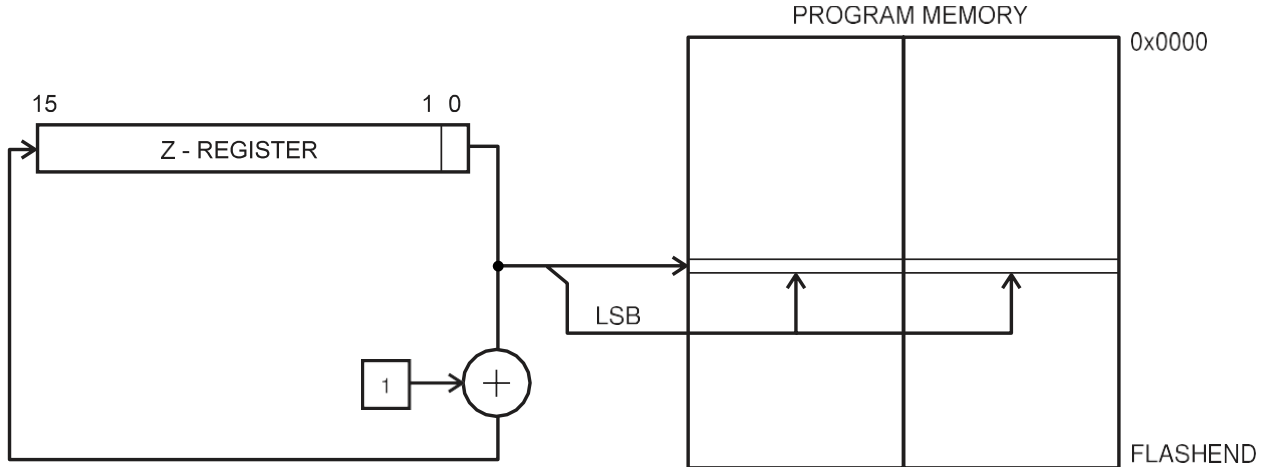 PROGRAM MEMORY
0x0000
15
1 0
Z - REGISTER
LSB
1
+
FLASHEND